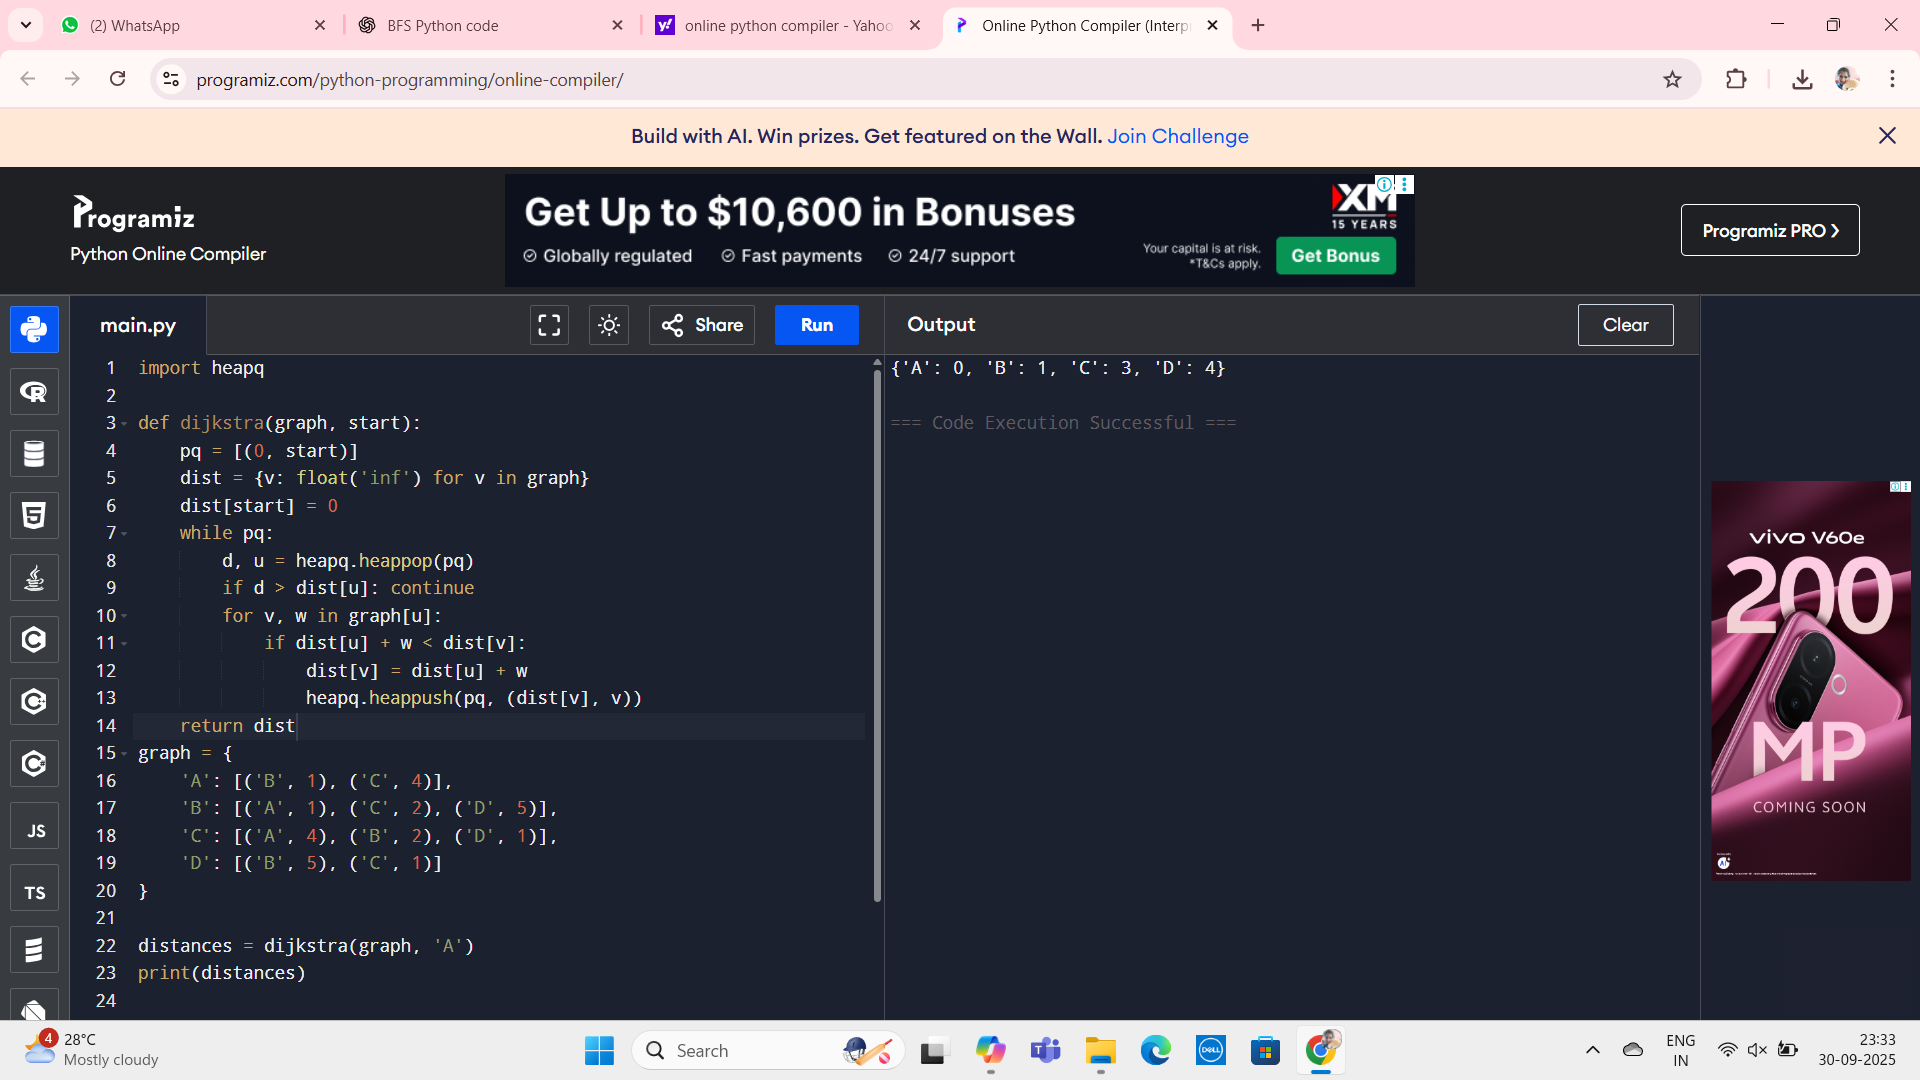 (2) WhatsApp
BFS Python code
online python compiler - Yahoo
Online Python Compiler (Interp
programiz.com/python-programming/online-compiler/
Build with AI. Win prizes. Get featured on the Wall. Join Challenge
Programiz
Python Online Compiler
Get Up to $10,600 in Bonuses
Globally regulated
Fast payments
24/7 support
XM
15 YEARS
Your capital is at risk.
*T&Cs apply.
Get Bonus
Programiz PRO >
main.py
Share
Run
Output
Clear
1 import heapq
2
3 def dijkstra(graph, start):
4     pq = [(0, start)]
5     dist = {v: float('inf') for v in graph}
6     dist[start] = 0
7     while pq:
8         d, u = heapq.heappop(pq)
9         if d > dist[u]: continue
10         for v, w in graph[u]:
11             if dist[u] + w < dist[v]:
12                 dist[v] = dist[u] + w
13                 heapq.heappush(pq, (dist[v], v))
14     return dist
15 graph = {
16     'A': [('B', 1), ('C', 4)],
17     'B': [('A', 1), ('C', 2), ('D', 5)],
18     'C': [('A', 4), ('B', 2), ('D', 1)],
19     'D': [('B', 5), ('C', 1)]
20 }
21
22 distances = dijkstra(graph, 'A')
23 print(distances)
24
{'A': 0, 'B': 1, 'C': 3, 'D': 4}
=== Code Execution Successful ===
JS
TS
vivo V60e
200
MP
COMING SOON
4
28°C
Mostly cloudy
Search
DELL
ENG
IN
23:33
30-09-2025